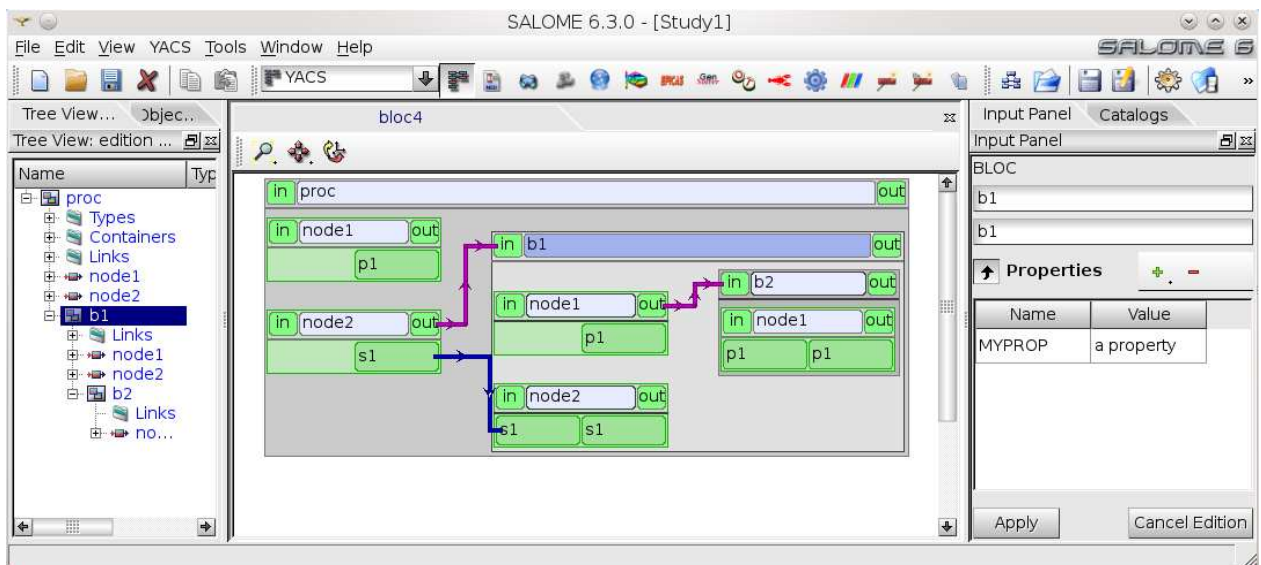 SALOME 6.3.0 - [Study1]
File Edit View YACS Tools Window Help
SALOME 6
YACS
Tree View... Objec..
bloc4
Input Panel Catalogs
Tree View: edition ...
Input Panel
Name Typ
BLOC
b1
b1
Properties
Name Value
MYPROP a property
proc
Types
Containers
Links
node1
node2
b1
Links
node1
node2
b2
Links
no...
in proc out
in node1 out
p1
in b1 out
in b2 out
in node1 out
p1
in node1 out
p1 p1
in node2 out
s1
in node2 out
s1 s1
Apply Cancel Edition